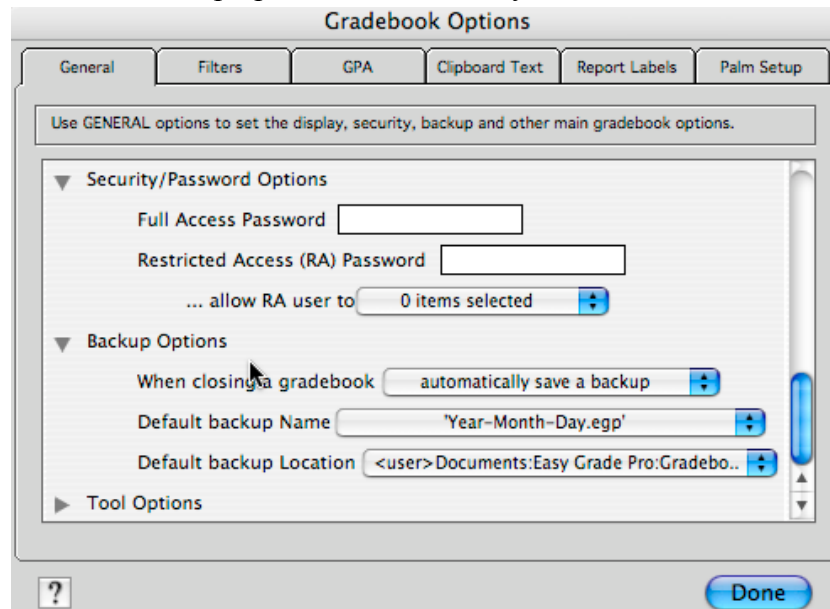 Gradebook Options
General Filters GPA Clipboard Text Report Labels Palm Setup
Use GENERAL options to set the display, security, backup and other main gradebook options.
Security/Password Options
Full Access Password
Restricted Access (RA) Password
... allow RA user to 0 items selected
Backup Options
When closing a gradebook automatically save a backup
Default backup Name 'Year-Month-Day.egp'
Default backup Location <user>Documents:Easy Grade Pro:Gradebo..
Tool Options
? Done